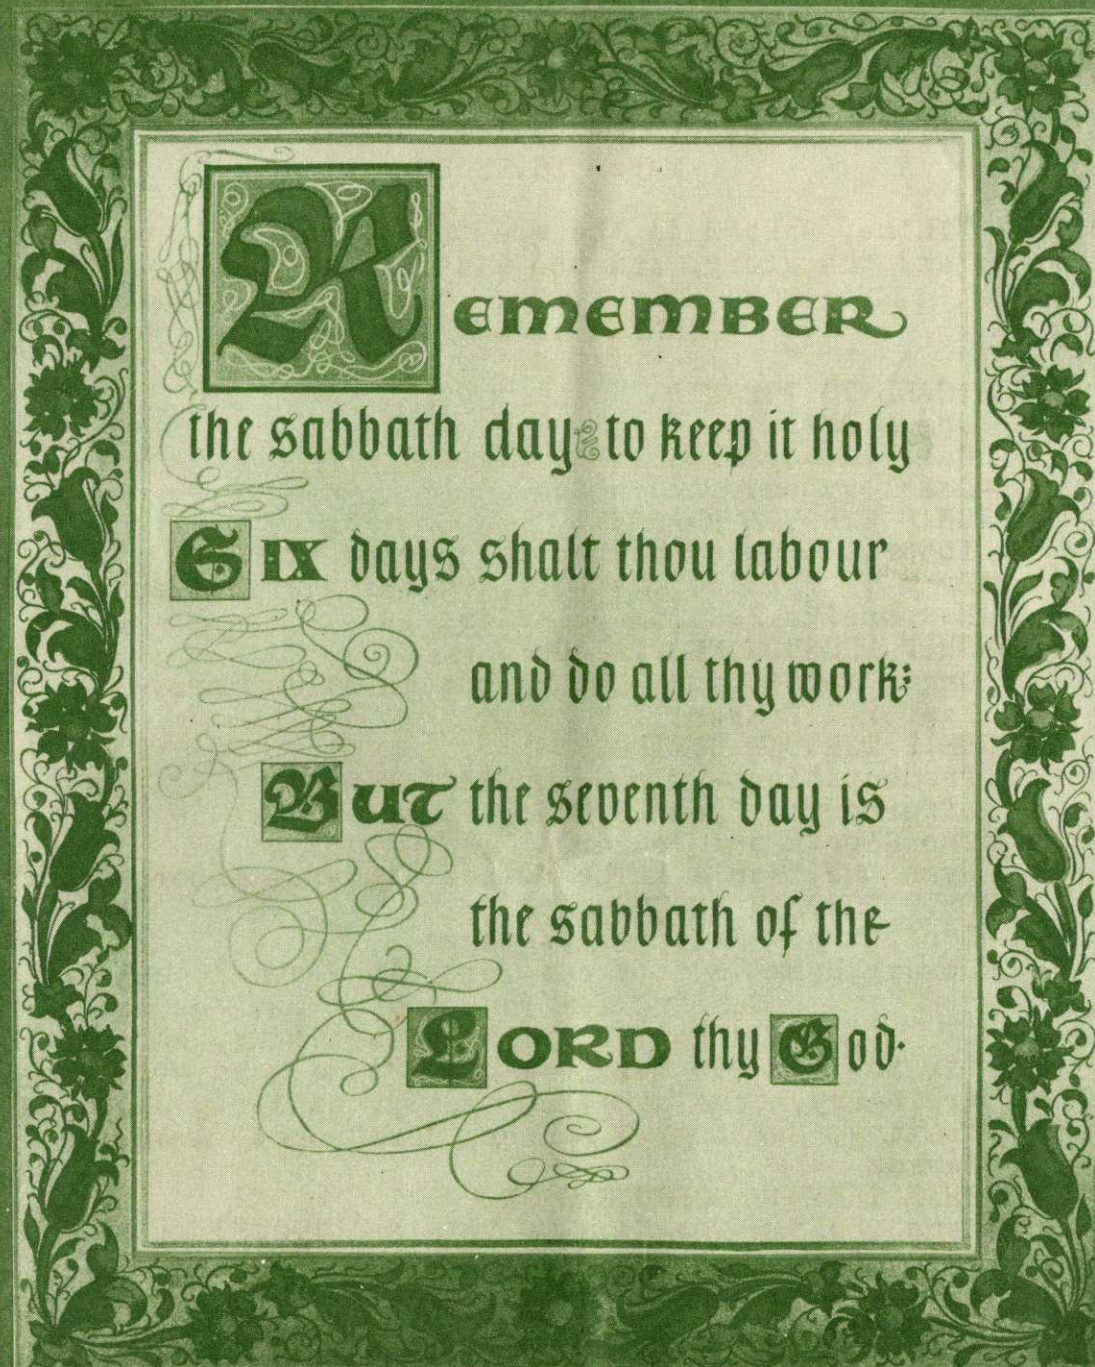 REMEMBER
the sabbath day to keep it holy
SIX days shalt thou labour
and do all thy work:
BUT the seventh day is
the sabbath of the
LORD thy God.